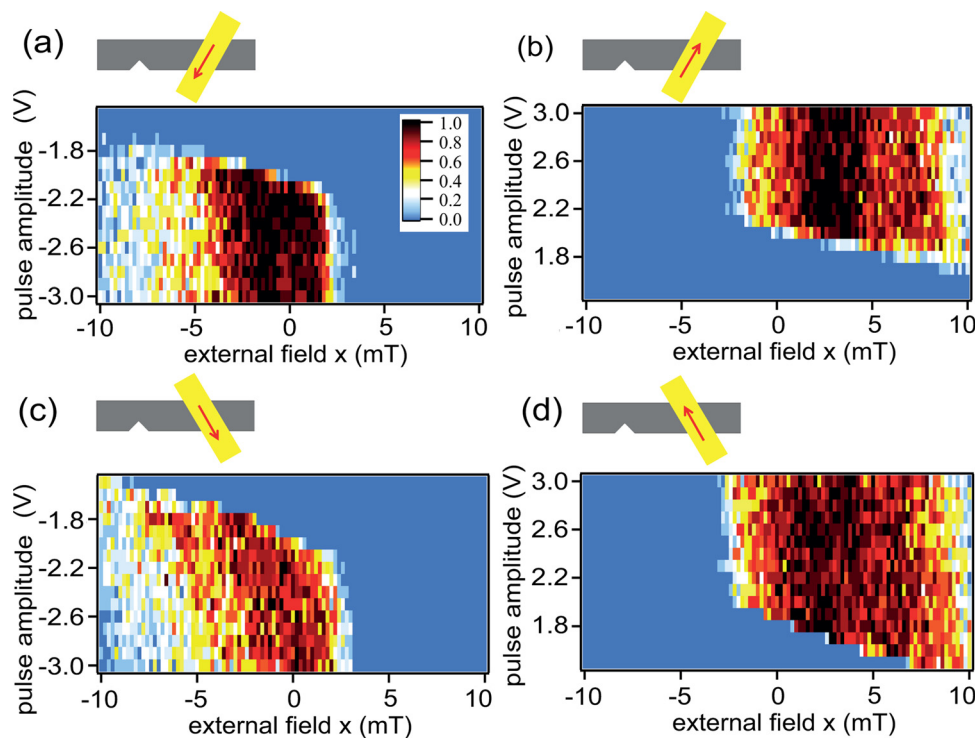 (a)
pulse amplitude (V)
-1.8
-2.2
-2.6
-3.0
1.0
0.8
0.6
0.4
0.2
0.0
-10 -5 0 5 10
external field x (mT)
(b)
pulse amplitude (V)
3.0
2.6
2.2
1.8
-10 -5 0 5 10
external field x (mT)
(c)
pulse amplitude (V)
-1.8
-2.2
-2.6
-3.0
-10 -5 0 5 10
external field x (mT)
(d)
pulse amplitude (V)
3.0
2.6
2.2
1.8
-10 -5 0 5 10
external field x (mT)